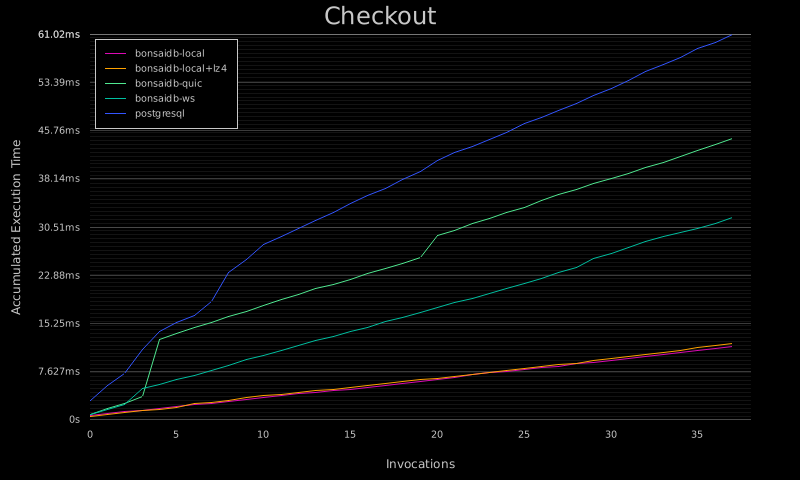 Checkout
61.02ms
53.39ms
45.76ms
38.14ms
30.51ms
22.88ms
15.25ms
7.627ms
0s
bonsaidb-local
bonsaidb-local+lz4
bonsaidb-quic
bonsaidb-ws
postgresql
Accumulated Execution Time
0 5 10 15 20 25 30 35
Invocations